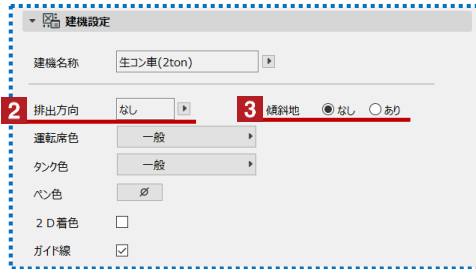 建機設定
建機名称 生コン車(2ton)
2 排出方向 なし 3 傾斜地 なし あり
運転席色 一般
タンク色 一般
ペン色
２Ｄ着色
ガイド線